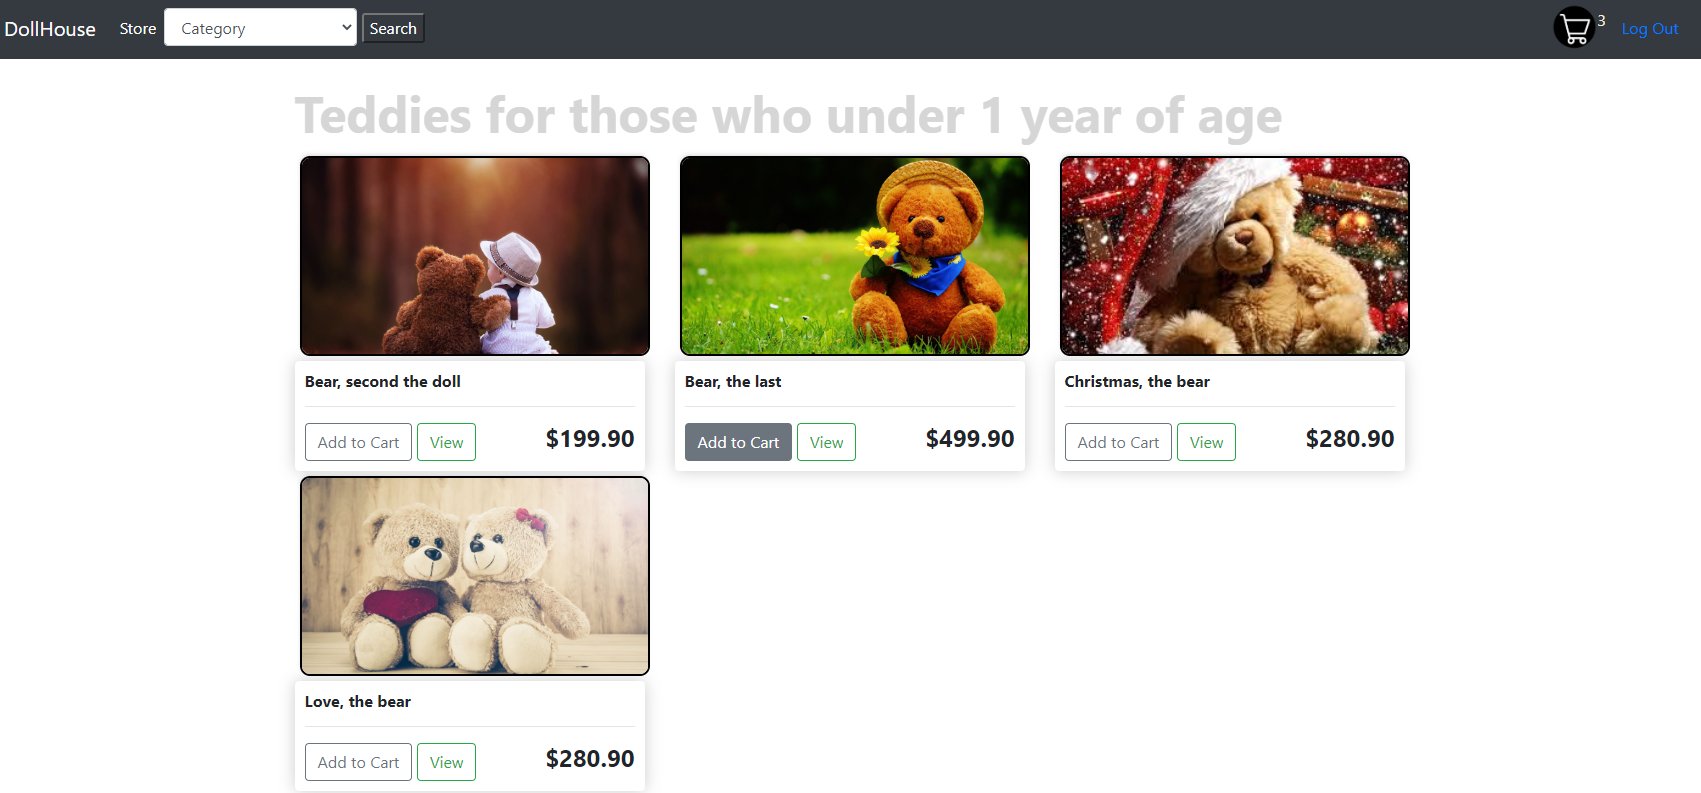 DollHouse Store Category Search 3 Log Out
Teddies for those who under 1 year of age
Bear, second the doll
Add to Cart View $199.90
Bear, the last
Add to Cart View $499.90
Christmas, the bear
Add to Cart View $280.90
Love, the bear
Add to Cart View $280.90